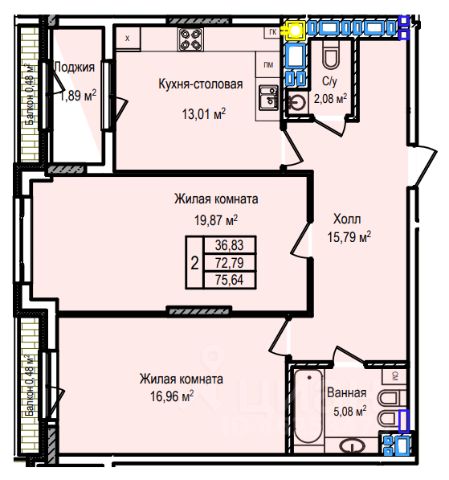 Балкон 0,48 м²
Лоджия
1,89 м²
X
Кухня-столовая
13,01 м²
ГК
ПМ
С/у
2,08 м²
Жилая комната
19,87 м²
2
36,83
72,79
75,64
Холл
15,79 м²
Балкон 0,48 м²
Жилая комната
16,96 м²
Ванная
5,08 м²
СМ